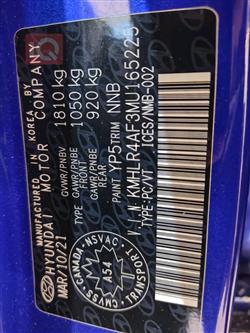 MANUFACTURED IN KOREA BY
HYUNDAI MOTOR COMPANY
MAR/10/21
GVWR/PNBV 1810 kg
GAWR/PNBE FRONT 1050 kg
GAWR/PNBE REAR 920 kg
PAINT: YP5 TRIM NNB
V.I.N. KMHLR4AF3MU165225
TYPE: PC/VT ICES/NMB-002
CMVSS-NSVAC
CANADA
A54
TRANSPORT